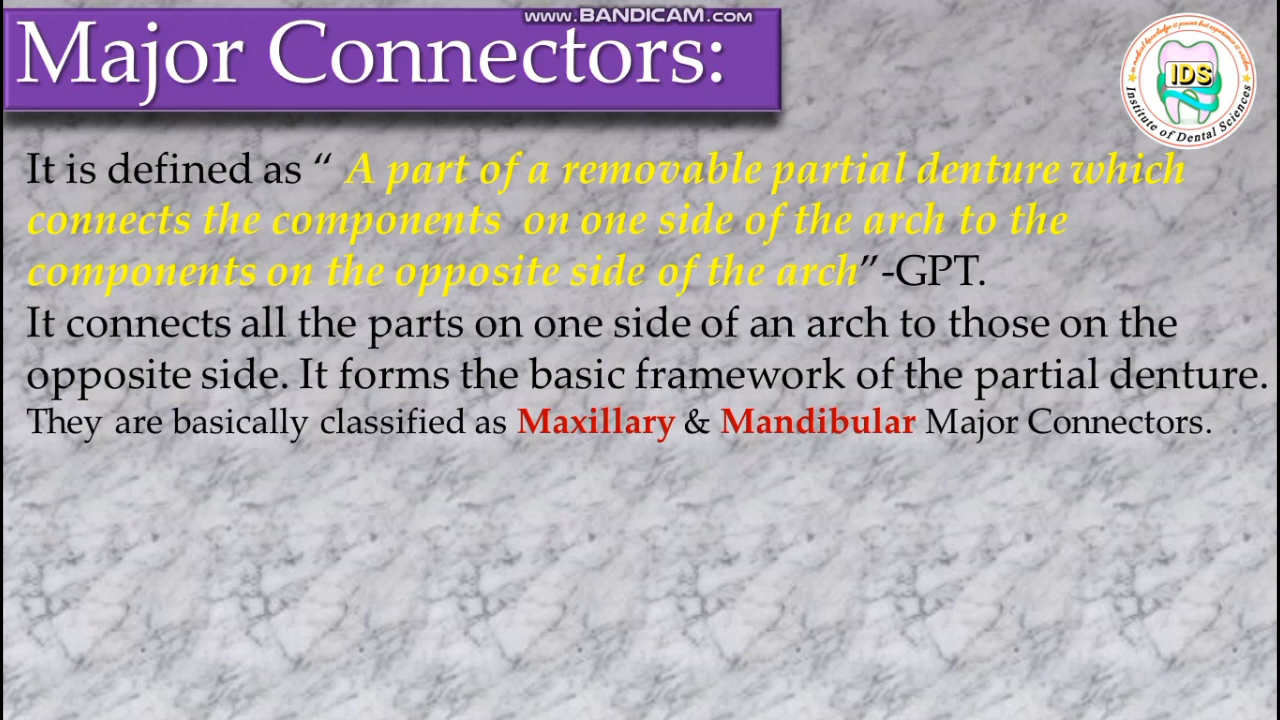 www.BANDICAM.com
Major Connectors:
IDS
Institute of Dental Sciences
It is defined as “ A part of a removable partial denture which
connects the components on one side of the arch to the
components on the opposite side of the arch”-GPT.
It connects all the parts on one side of an arch to those on the
opposite side. It forms the basic framework of the partial denture.
They are basically classified as Maxillary & Mandibular Major Connectors.